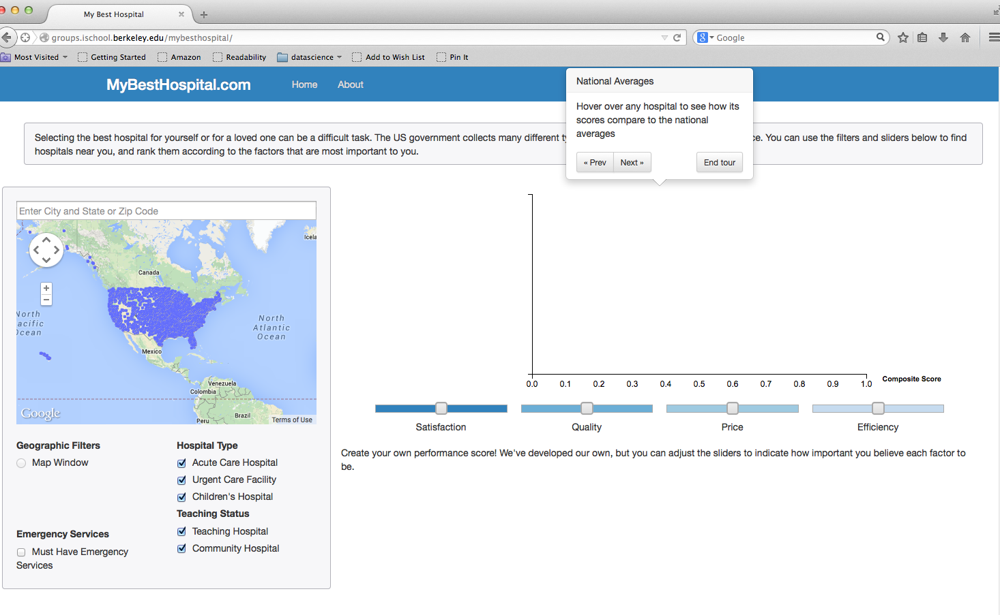 My Best Hospital
groups.ischool.berkeley.edu/mybesthospital/
Google
Most Visited
Getting Started
Amazon
Readability
datascience
Add to Wish List
Pin It
MyBestHospital.com
Home
About
National Averages
Hover over any hospital to see how its
scores compare to the national
averages
« Prev
Next »
End tour
Selecting the best hospital for yourself or for a loved one can be a difficult task. The US government collects many different ty
ce. You can use the filters and sliders below to find
hospitals near you, and rank them according to the factors that are most important to you.
Enter City and State or Zip Code
Icela
Canada
North
acific
Ocean
North
Atlantic
Ocean
Mexico
Venezuela
Colombia
Brazil
Peru
Google
Terms of Use
0.0 0.1 0.2 0.3 0.4 0.5 0.6 0.7 0.8 0.9 1.0
Composite Score
Satisfaction
Quality
Price
Efficiency
Create your own performance score! We've developed our own, but you can adjust the sliders to indicate how important you believe each factor to
be.
Geographic Filters
Map Window
Emergency Services
Must Have Emergency
Services
Hospital Type
Acute Care Hospital
Urgent Care Facility
Children's Hospital
Teaching Status
Teaching Hospital
Community Hospital